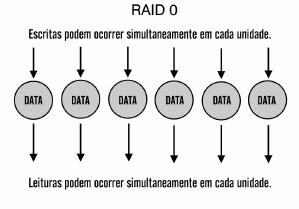 RAID 0
Escritas podem ocorrer simultaneamente em cada unidade.
DATA DATA DATA DATA DATA DATA
Leituras podem ocorrer simultaneamente em cada unidade.